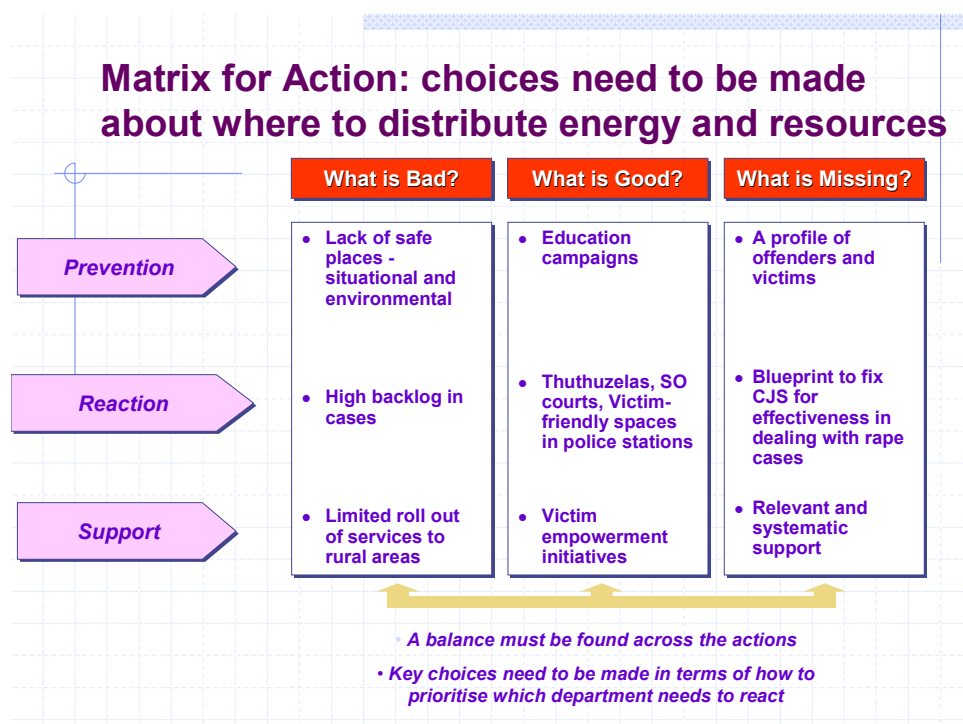 Matrix for Action: choices need to be made
about where to distribute energy and resources
What is Bad?
What is Good?
What is Missing?
Prevention
• Lack of safe
places -
situational and
environmental
• Education
campaigns
• A profile of
offenders and
victims
Reaction
• High backlog in
cases
• Thuthuzelas, SO
courts, Victim-
friendly spaces
in police stations
• Blueprint to fix
CJS for
effectiveness in
dealing with rape
cases
Support
• Limited roll out
of services to
rural areas
• Victim
empowerment
initiatives
• Relevant and
systematic
support
• A balance must be found across the actions
• Key choices need to be made in terms of how to
prioritise which department needs to react